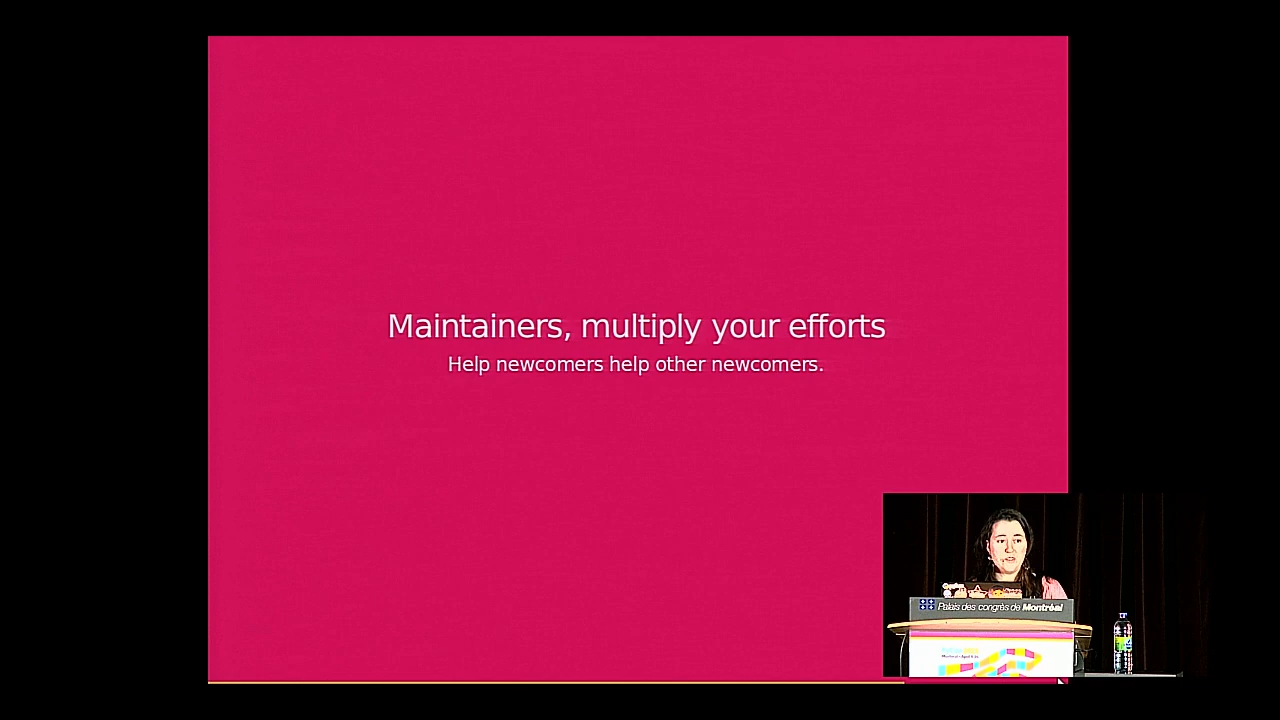 Maintainers, multiply your efforts
Help newcomers help other newcomers.
Palais des congrès de Montréal